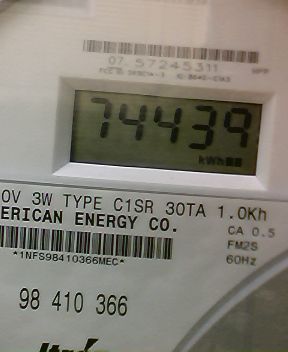 07 57245311
74439
kWh
0V 3W TYPE C1SR 30TA 1.0Kh
ERICAN ENERGY CO.
CA 0.5
FM2S
60Hz
*1NFS98410366MEC*
98 410 366